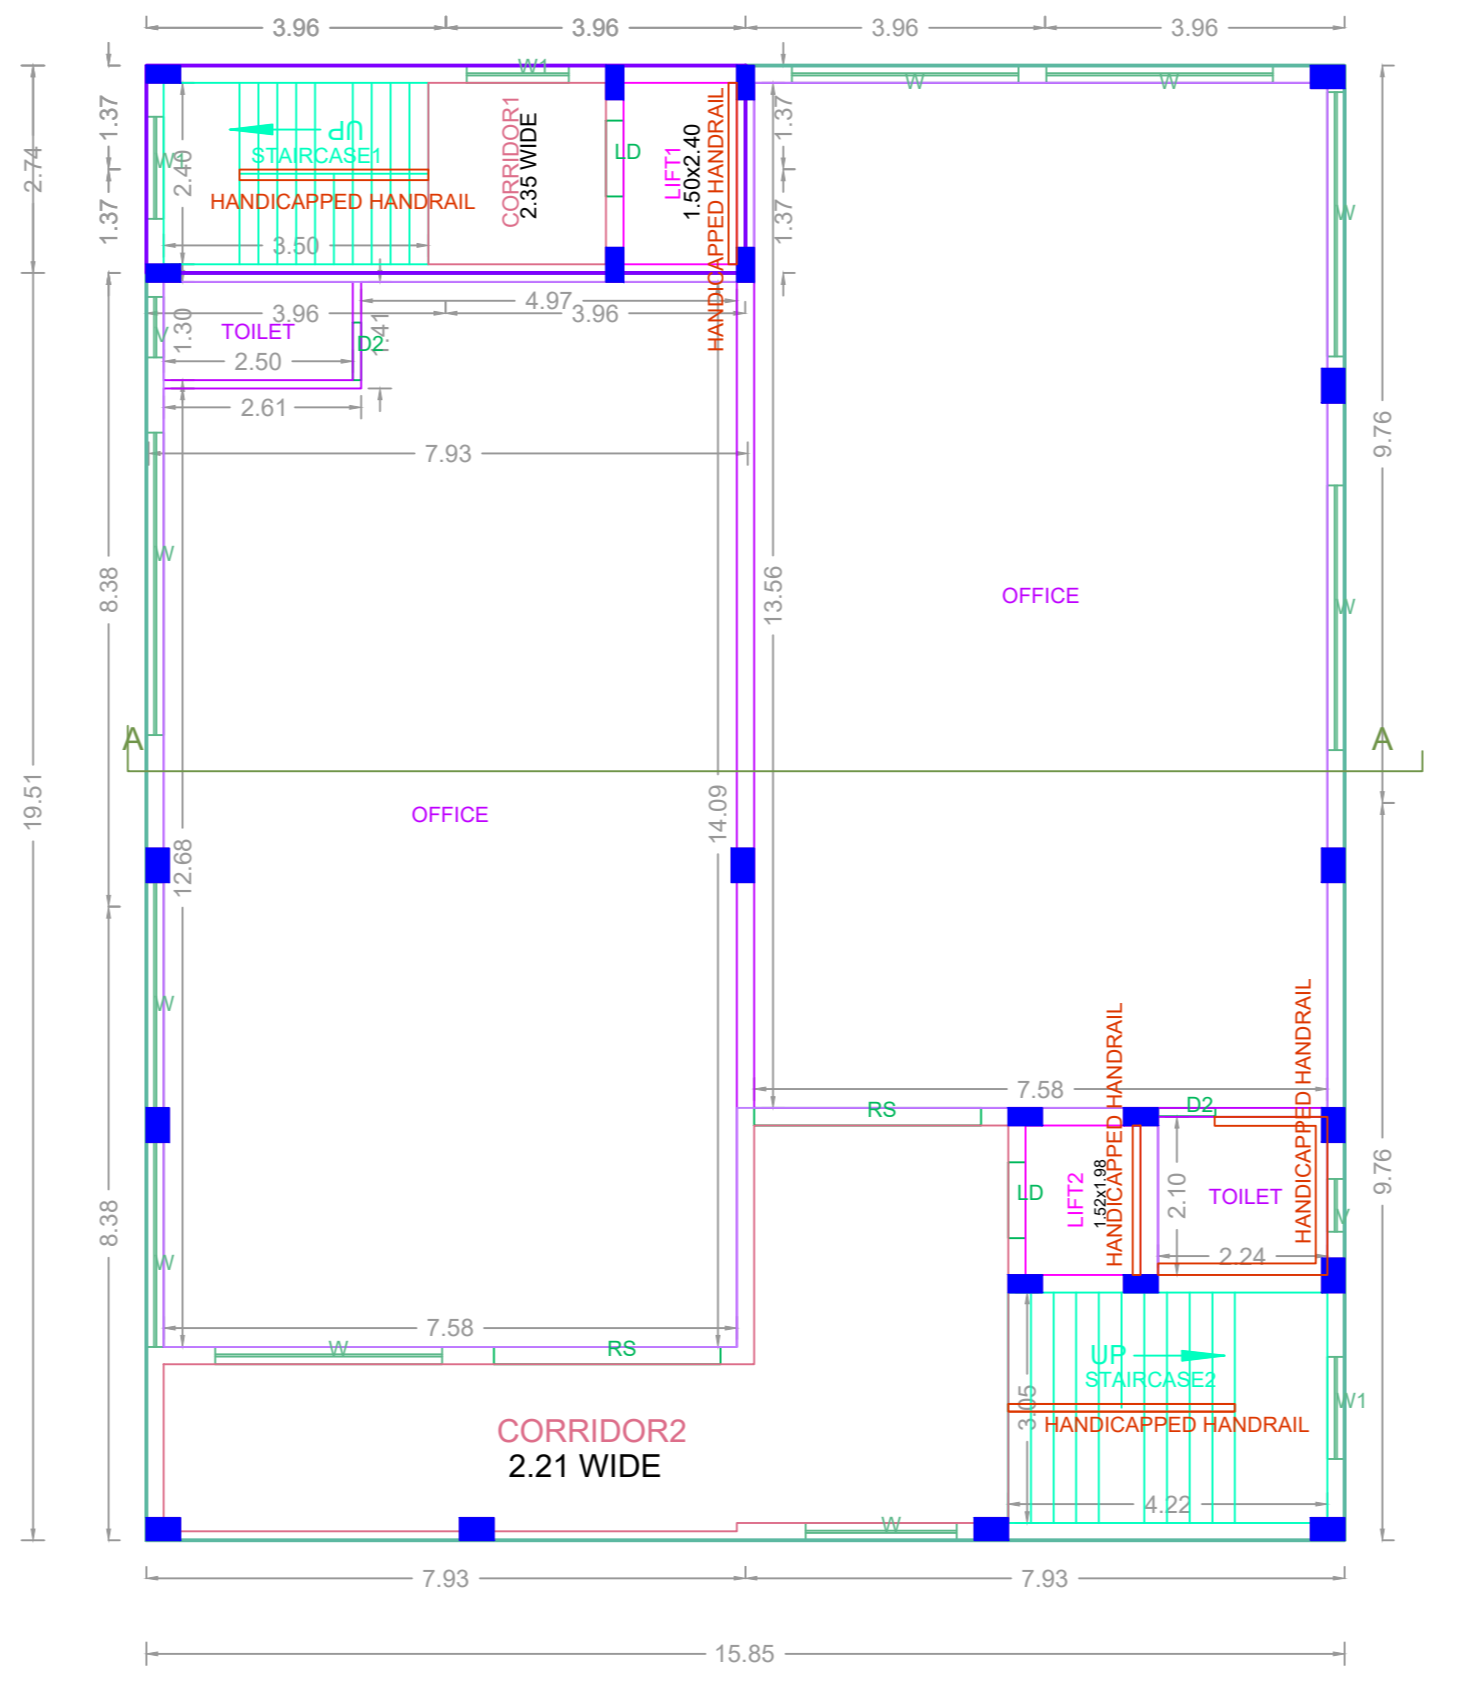 3.96
3.96
3.96
3.96
W1
W
W
1.37
2.74
1.37
1.37
1.37
W1
2.40
UP
STAIRCASE1
HANDICAPPED HANDRAIL
3.50
CORRIDOR1
2.35 WIDE
LD
LIFT1
1.50x2.40
HANDICAPPED HANDRAIL
W
4.97
3.96
3.96
V
1.30
TOILET
D2
1.41
2.50
2.61
9.76
7.93
W
8.38
13.56
OFFICE
W
A
A
19.51
OFFICE
14.09
12.68
W
HANDICAPPED HANDRAIL
HANDICAPPED HANDRAIL
7.58
RS
D2
9.76
8.38
LD
LIFT2
1.52x1.98
2.10
TOILET
V
W
2.24
7.58
W
RS
UP
STAIRCASE2
3.05
W1
HANDICAPPED HANDRAIL
CORRIDOR2
2.21 WIDE
4.22
W
7.93
7.93
15.85